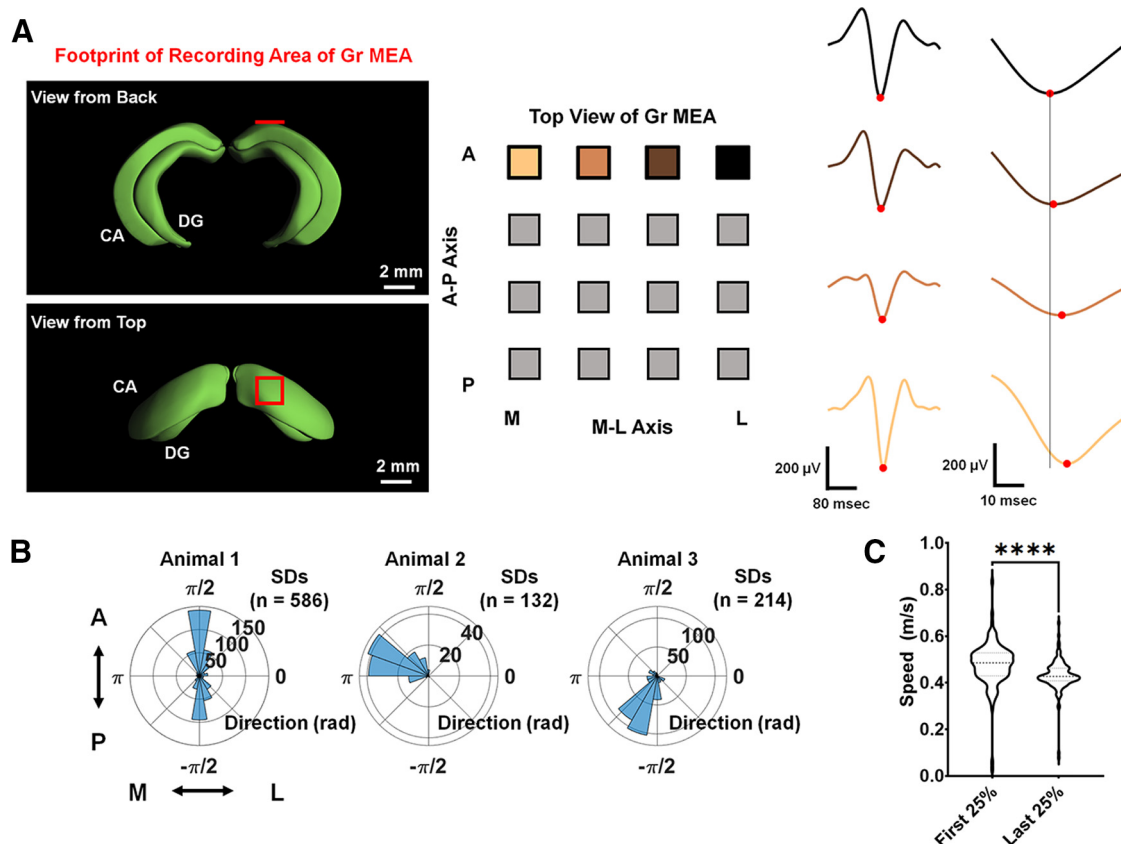 A
Footprint of Recording Area of Gr MEA
View from Back
CA
DG
2 mm
View from Top
CA
DG
2 mm
Top View of Gr MEA
A
A-P Axis
P
M
L
M-L Axis
200 µV
80 msec
200 µV
10 msec
B
Animal 1
π/2
SDs
(n = 586)
A
150
100
50
π
0
Direction (rad)
P
-π/2
M
L
Animal 2
π/2
SDs
(n = 132)
40
20
π
0
Direction (rad)
-π/2
Animal 3
π/2
SDs
(n = 214)
100
50
π
0
Direction (rad)
-π/2
C
****
Speed (m/s)
1.0
0.8
0.6
0.4
0.2
0.0
First 25%
Last 25%